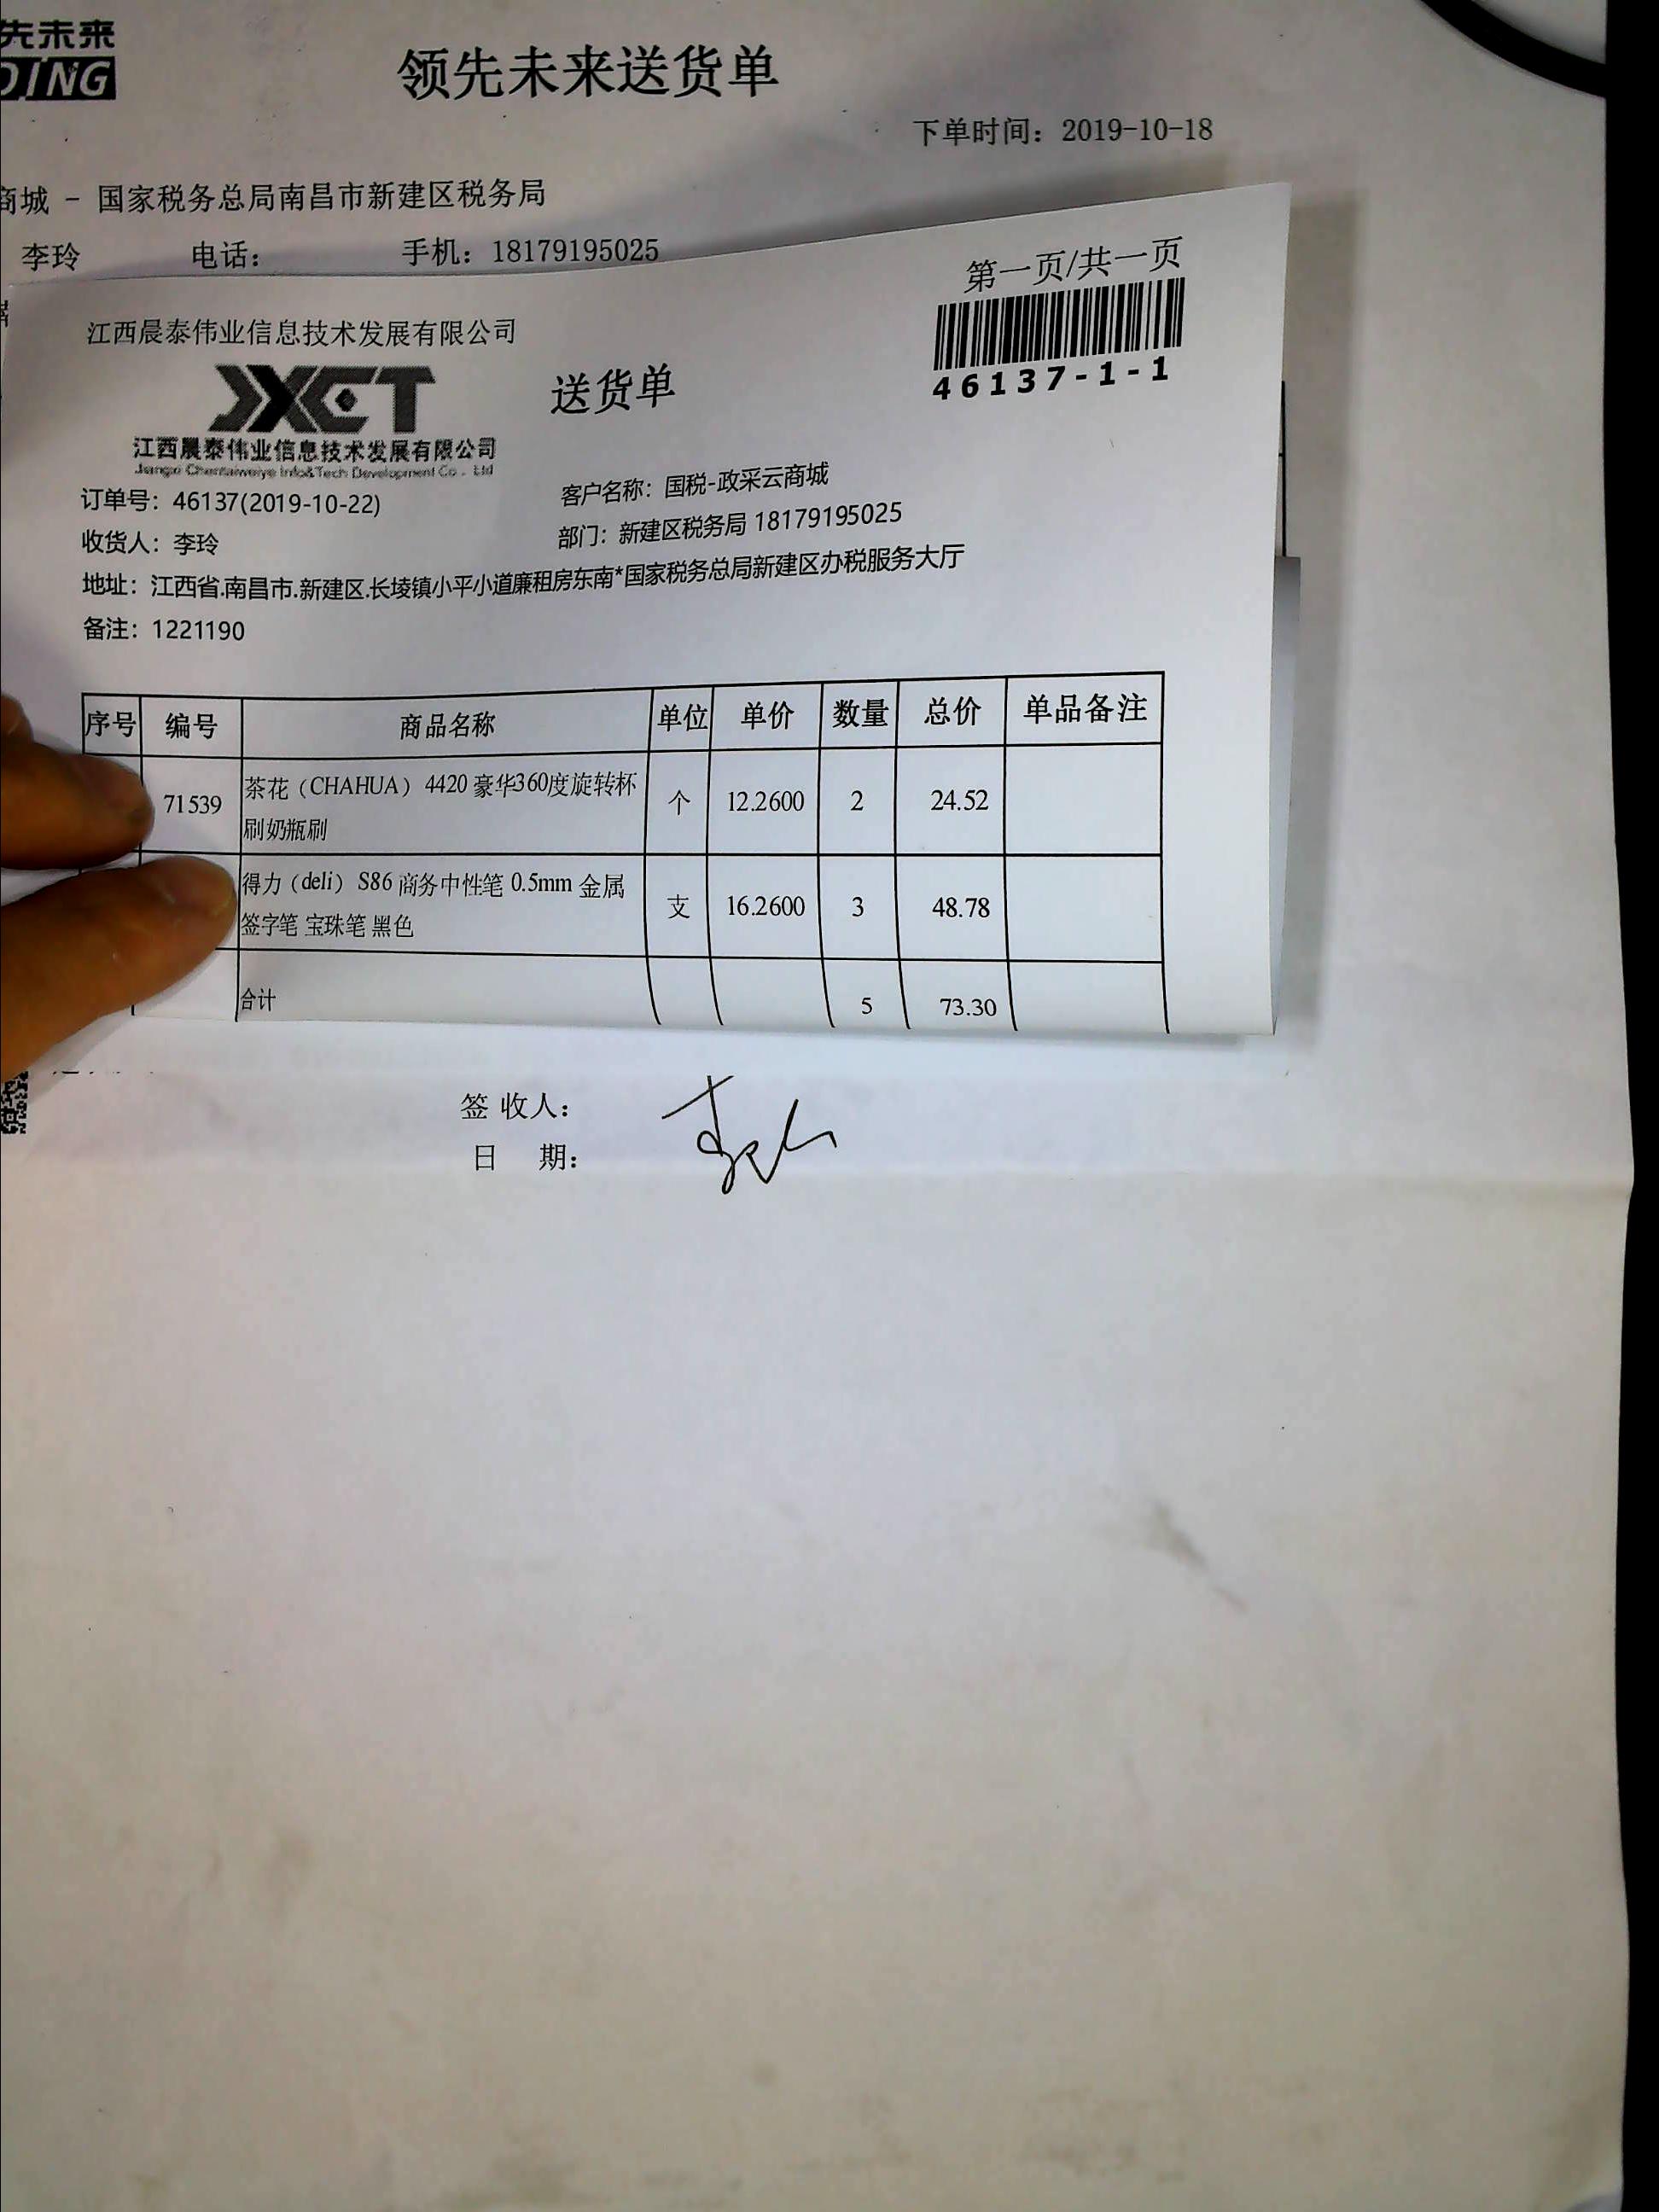 先未来
DING
领先未来送货单
下单时间：2019-10-18
商城 - 国家税务总局南昌市新建区税务局
李玲 电话： 手机：18179195025
第一页/共一页
江西晨泰伟业信息技术发展有限公司
46137-1-1
JXCT
送货单
江西晨泰伟业信息技术发展有限公司
Jiangxi Chentaiweiye Info&Tech Development Co . Ltd
订单号：46137(2019-10-22) 客户名称：国税-政采云商城
收货人：李玲 部门：新建区税务局 18179195025
地址：江西省.南昌市.新建区.长堎镇小平小道廉租房东南*国家税务总局新建区办税服务大厅
备注：1221190
序号 编号 商品名称 单位 单价 数量 总价 单品备注
71539 茶花（CHAHUA）4420 豪华360度旋转杯 个 12.2600 2 24.52
刷奶瓶刷
得力（deli）S86 商务中性笔 0.5mm 金属 支 16.2600 3 48.78
签字笔 宝珠笔 黑色
合计 5 73.30
签 收人：
日 期：